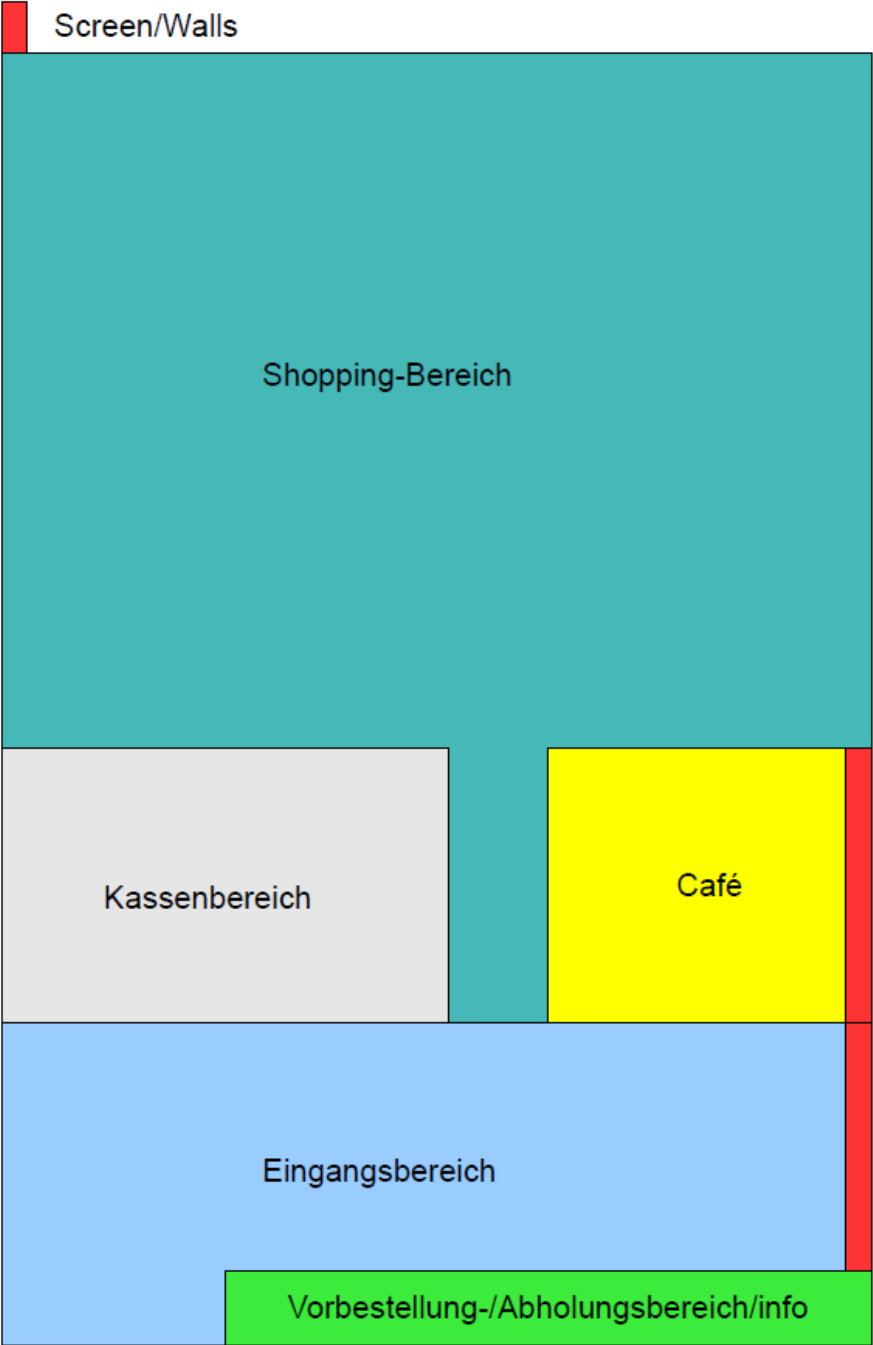 Screen/Walls
Shopping-Bereich
Kassenbereich
Café
Eingangsbereich
Vorbestellung-/Abholungsbereich/info